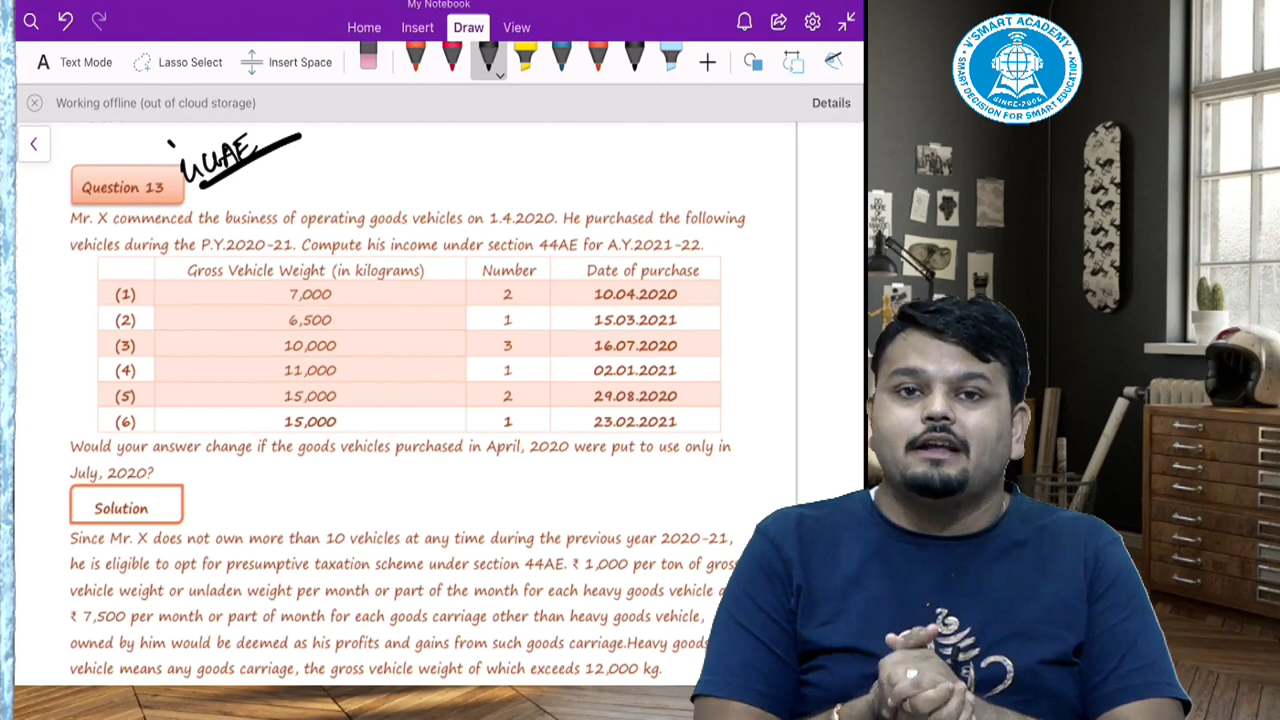 My Notebook
Home Insert Draw View
A Text Mode Lasso Select Insert Space
Working offline (out of cloud storage) Details
u/s 44AE
Question 13
Mr. X commenced the business of operating goods vehicles on 1.4.2020. He purchased the following
vehicles during the P.Y.2020-21. Compute his income under section 44AE for A.Y.2021-22.
Gross Vehicle Weight (in kilograms) Number Date of purchase
(1) 7,000 2 10.04.2020
(2) 6,500 1 15.03.2021
(3) 10,000 3 16.07.2020
(4) 11,000 1 02.01.2021
(5) 15,000 2 29.08.2020
(6) 15,000 1 23.02.2021
Would your answer change if the goods vehicles purchased in April, 2020 were put to use only in
July, 2020?
Solution
Since Mr. X does not own more than 10 vehicles at any time during the previous year 2020-21,
he is eligible to opt for presumptive taxation scheme under section 44AE. ₹ 1,000 per ton of gross
vehicle weight or unladen weight per month or part of the month for each heavy goods vehicle
₹ 7,500 per month or part of month for each goods carriage other than heavy goods vehicle,
owned by him would be deemed as his profits and gains from such goods carriage.Heavy goods
vehicle means any goods carriage, the gross vehicle weight of which exceeds 12,000 kg.
V'SMART ACADEMY
SINCE-2000
SMART DECISION FOR SMART EDUCATION